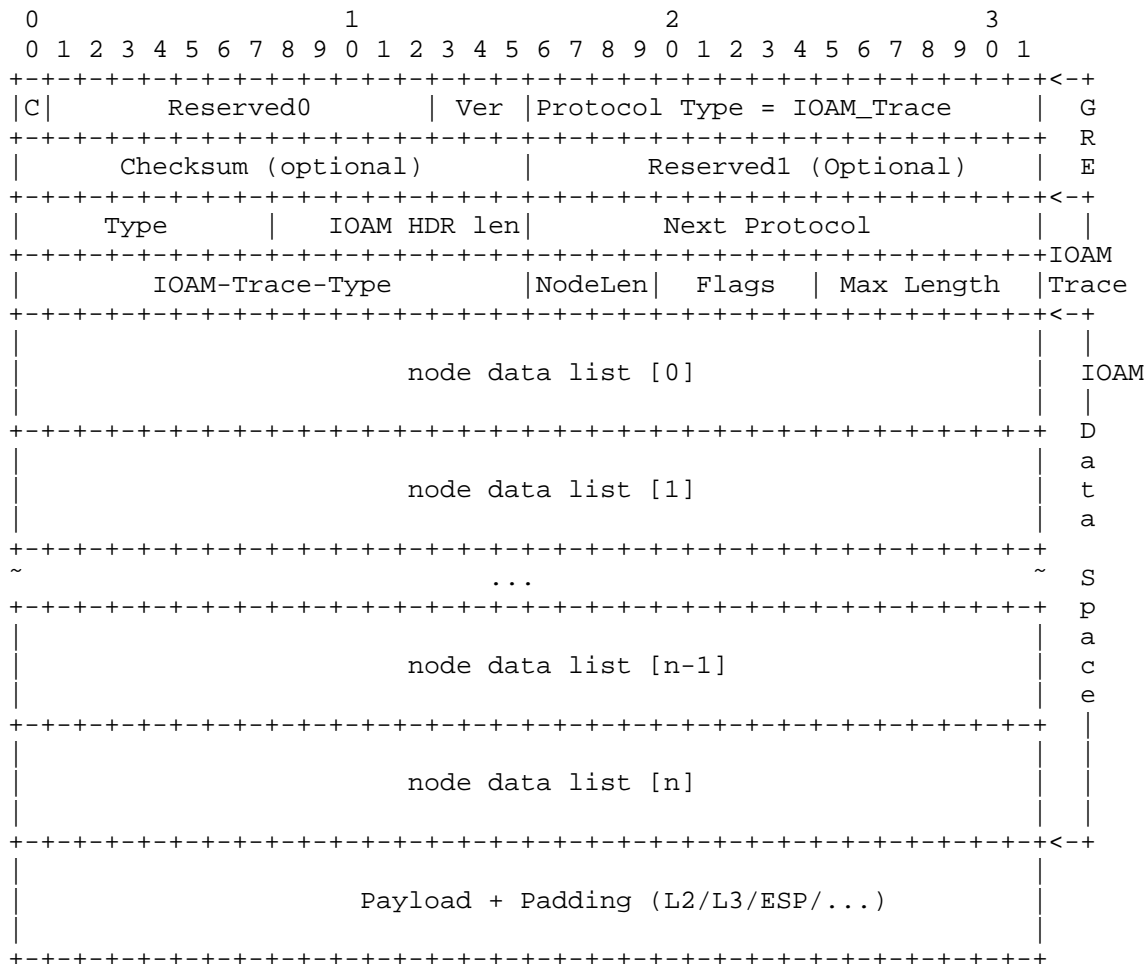 0                   1                   2                   3
 0 1 2 3 4 5 6 7 8 9 0 1 2 3 4 5 6 7 8 9 0 1 2 3 4 5 6 7 8 9 0 1
+-+-+-+-+-+-+-+-+-+-+-+-+-+-+-+-+-+-+-+-+-+-+-+-+-+-+-+-+-+-+-+-+<-+
|C|       Reserved0       | Ver |Protocol Type = IOAM_Trace     |  G
+-+-+-+-+-+-+-+-+-+-+-+-+-+-+-+-+-+-+-+-+-+-+-+-+-+-+-+-+-+-+-+-+  R
|      Checksum (optional)      |       Reserved1 (Optional)    |  E
+-+-+-+-+-+-+-+-+-+-+-+-+-+-+-+-+-+-+-+-+-+-+-+-+-+-+-+-+-+-+-+-+<-+
|     Type      |   IOAM HDR len|        Next Protocol          |  |
+-+-+-+-+-+-+-+-+-+-+-+-+-+-+-+-+-+-+-+-+-+-+-+-+-+-+-+-+-+-+-+-+IOAM
|        IOAM-Trace-Type        |NodeLen|  Flags  | Max Length  |Trace
+-+-+-+-+-+-+-+-+-+-+-+-+-+-+-+-+-+-+-+-+-+-+-+-+-+-+-+-+-+-+-+-+<-+
|                                                               |  |
|                        node data list [0]                     |  IOAM
|                                                               |  |
+-+-+-+-+-+-+-+-+-+-+-+-+-+-+-+-+-+-+-+-+-+-+-+-+-+-+-+-+-+-+-+-+  D
|                                                               |  a
|                        node data list [1]                     |  t
|                                                               |  a
+-+-+-+-+-+-+-+-+-+-+-+-+-+-+-+-+-+-+-+-+-+-+-+-+-+-+-+-+-+-+-+-+
~                             ...                               ~  S
+-+-+-+-+-+-+-+-+-+-+-+-+-+-+-+-+-+-+-+-+-+-+-+-+-+-+-+-+-+-+-+-+  p
|                                                               |  a
|                        node data list [n-1]                   |  c
|                                                               |  e
+-+-+-+-+-+-+-+-+-+-+-+-+-+-+-+-+-+-+-+-+-+-+-+-+-+-+-+-+-+-+-+-+  |
|                                                               |  |
|                        node data list [n]                     |  |
|                                                               |  |
+-+-+-+-+-+-+-+-+-+-+-+-+-+-+-+-+-+-+-+-+-+-+-+-+-+-+-+-+-+-+-+-+<-+
|                                                               |
|                     Payload + Padding (L2/L3/ESP/...)         |
|                                                               |
+-+-+-+-+-+-+-+-+-+-+-+-+-+-+-+-+-+-+-+-+-+-+-+-+-+-+-+-+-+-+-+-+